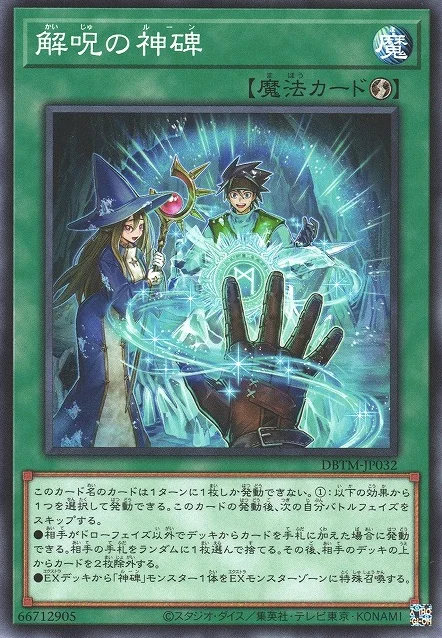 解呪の神碑
かいじゅ ルーン
魔
【魔法カード】
まほう
DBTM-JP032
このカード名のカードは1ターンに1枚しか発動できない。①:以下の効果から
1つを選択して発動できる。このカードの発動後、次の自分バトルフェイズを
スキップする。
●相手がドローフェイズ以外でデッキからカードを手札に加えた場合に発動
できる。相手の手札をランダムに1枚選んで捨てる。その後、相手のデッキの上
からカードを2枚除外する。
●EXデッキから「神碑」モンスター1体をEXモンスターゾーンに特殊召喚する。
66712905
©スタジオ・ダイス/集英社・テレビ東京・KONAMI